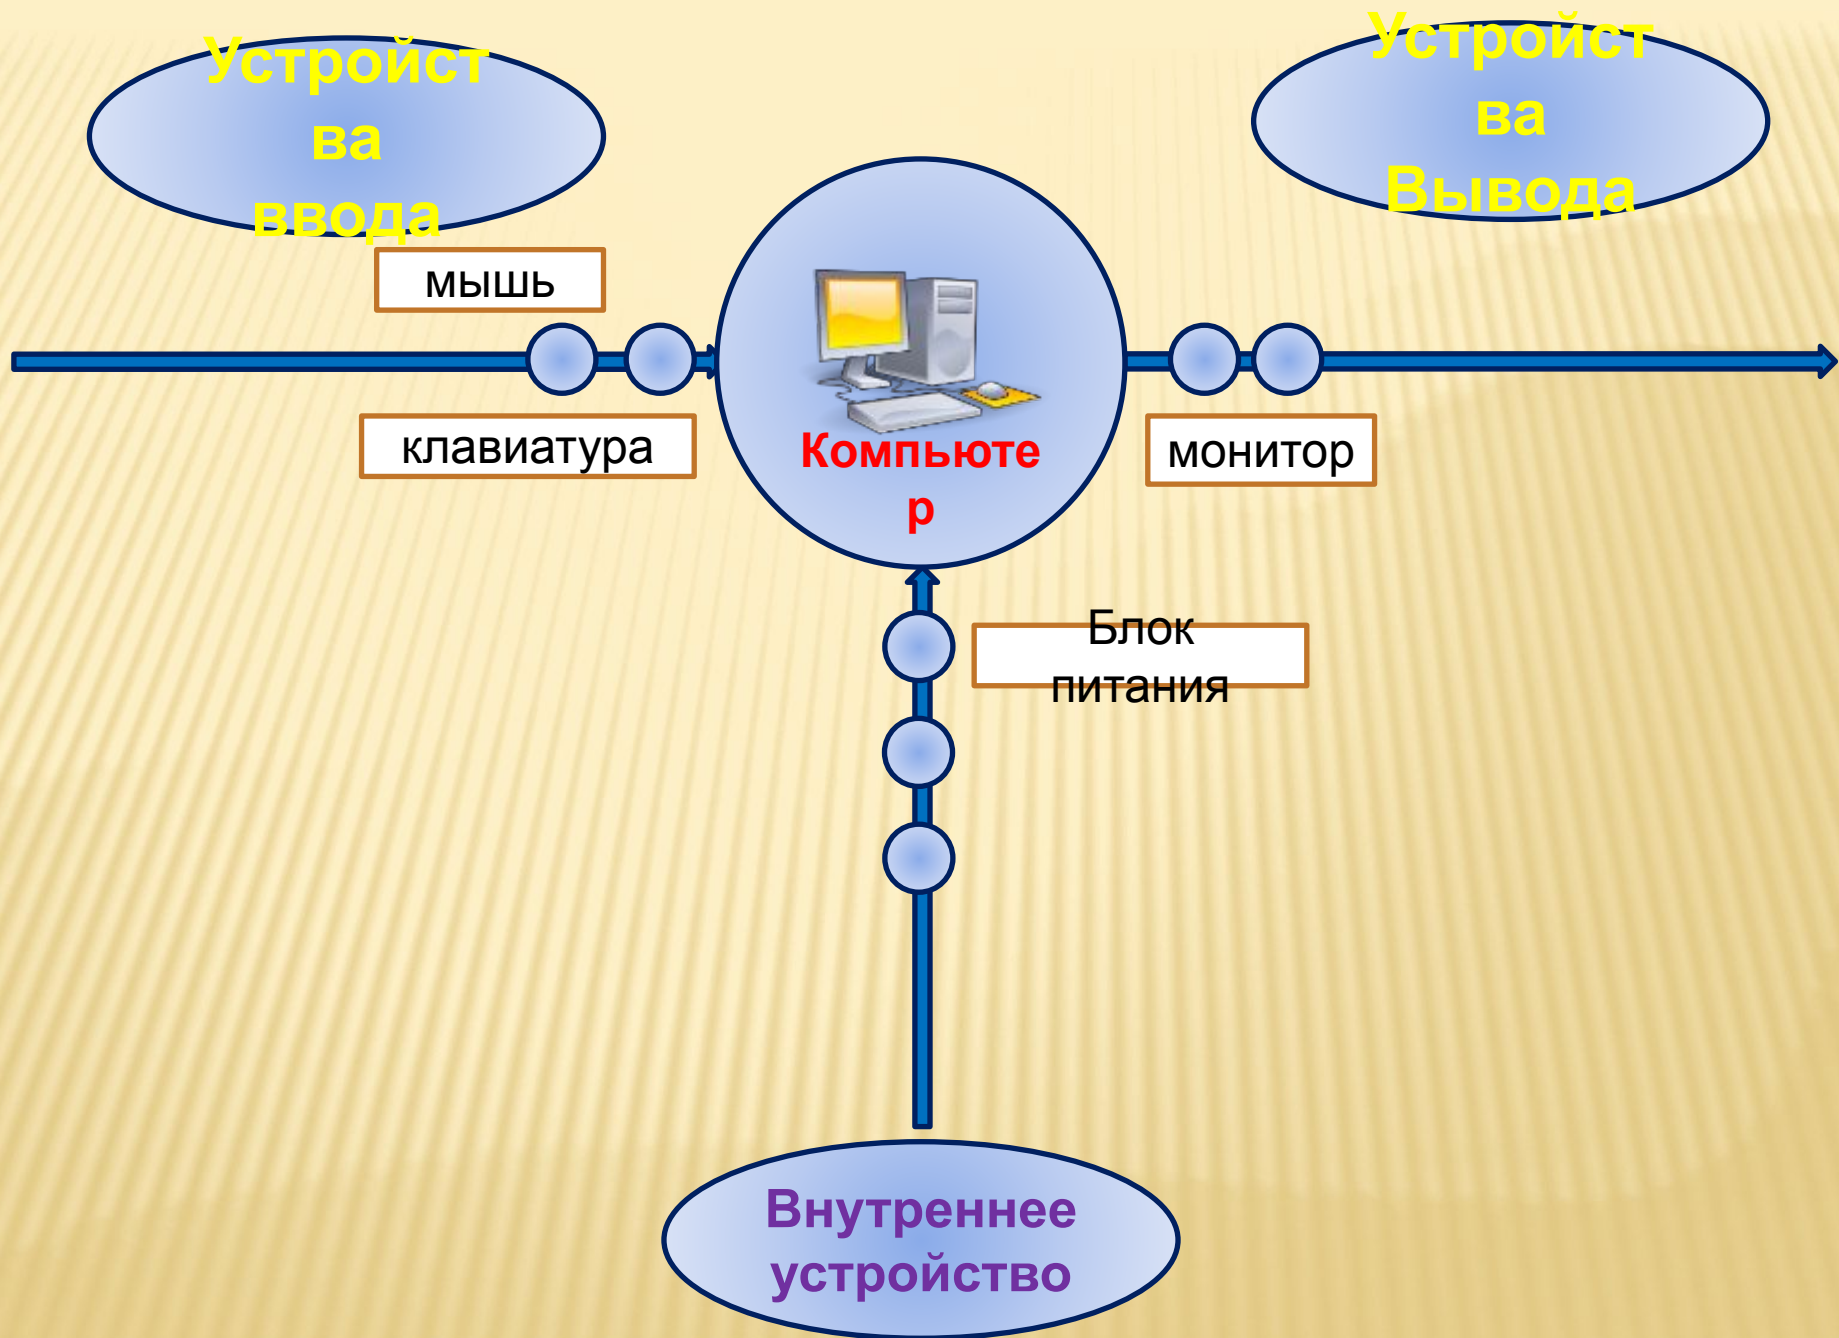 Устройст
ва
ввода
Устройст
ва
Вывода
мышь
клавиатура
Компьюте
р
монитор
Блок
питания
Внутреннее
устройство